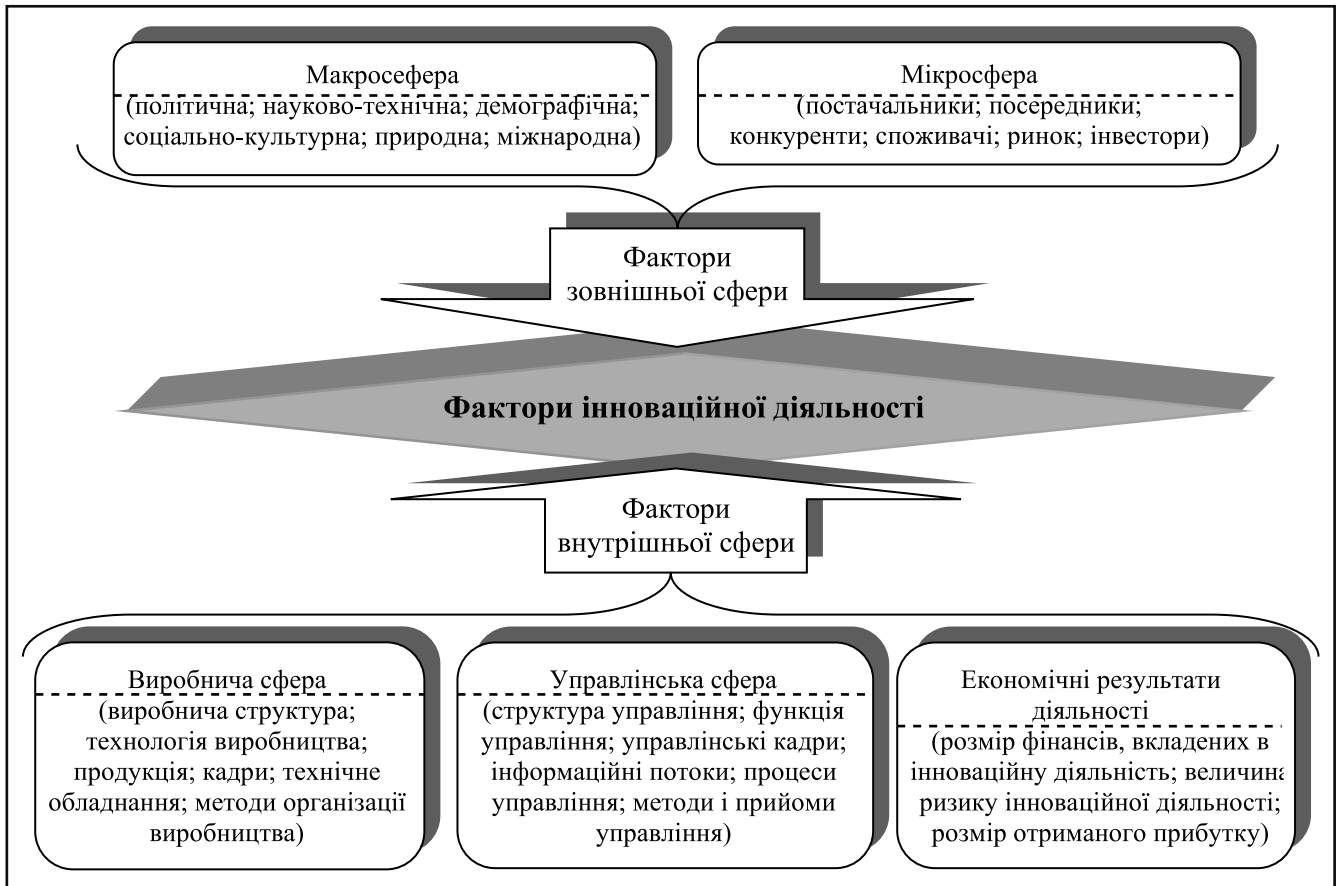 Макросефера
(політична; науково-технічна; демографічна;
соціально-культурна; природна; міжнародна)
Мікросфера
(постачальники; посередники;
конкуренти; споживачі; ринок; інвестори)
Фактори
зовнішньої сфери
Фактори інноваційної діяльності
Фактори
внутрішньої сфери
Виробнича сфера
(виробнича структура;
технологія виробництва;
продукція; кадри; технічне
обладнання; методи організації
виробництва)
Управлінська сфера
(структура управління; функція
управління; управлінські кадри;
інформаційні потоки; процеси
управління; методи і прийоми
управління)
Економічні результати
діяльності
(розмір фінансів, вкладених в
інноваційну діяльність; величина
ризику інноваційної діяльності;
розмір отриманого прибутку)